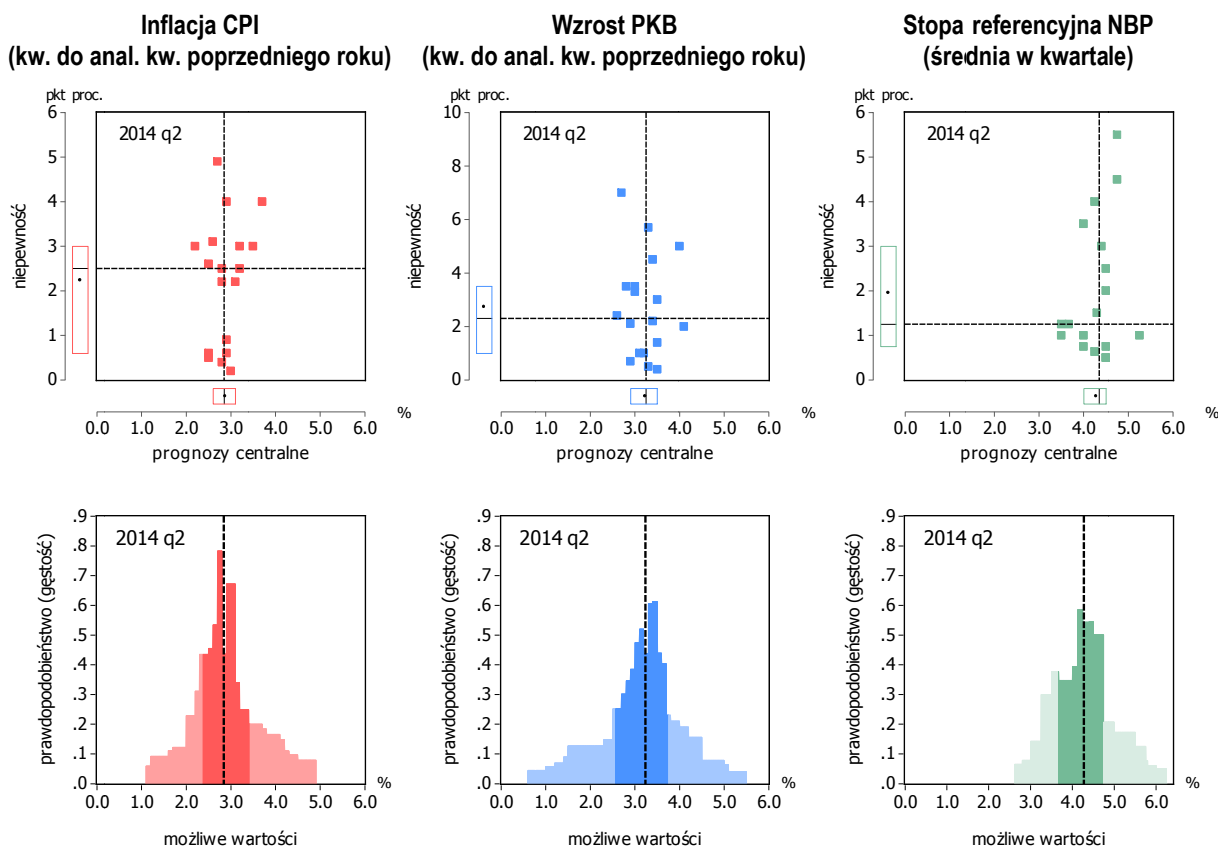 Inflacja CPI
(kw. do anal. kw. poprzedniego roku)
Wzrost PKB
(kw. do anal. kw. poprzedniego roku)
Stopa referencyjna NBP
(średnia w kwartale)
pkt proc.
6
5
4
3
2
1
0
niepewność
2014 q2
%
0.0 1.0 2.0 3.0 4.0 5.0 6.0
prognozy centralne
pkt proc.
10
8
6
4
2
0
niepewność
2014 q2
%
0.0 1.0 2.0 3.0 4.0 5.0 6.0
prognozy centralne
pkt proc.
6
5
4
3
2
1
0
niepewność
2014 q2
%
0.0 1.0 2.0 3.0 4.0 5.0 6.0
prognozy centralne
.9
.8
.7
.6
.5
.4
.3
.2
.1
.0
prawdopodobieństwo (gęstość)
2014 q2
%
0.0 1.0 2.0 3.0 4.0 5.0 6.0
możliwe wartości
.9
.8
.7
.6
.5
.4
.3
.2
.1
.0
prawdopodobieństwo (gęstość)
2014 q2
%
0.0 1.0 2.0 3.0 4.0 5.0 6.0
możliwe wartości
.9
.8
.7
.6
.5
.4
.3
.2
.1
.0
prawdopodobieństwo (gęstość)
2014 q2
%
0.0 1.0 2.0 3.0 4.0 5.0 6.0
możliwe wartości